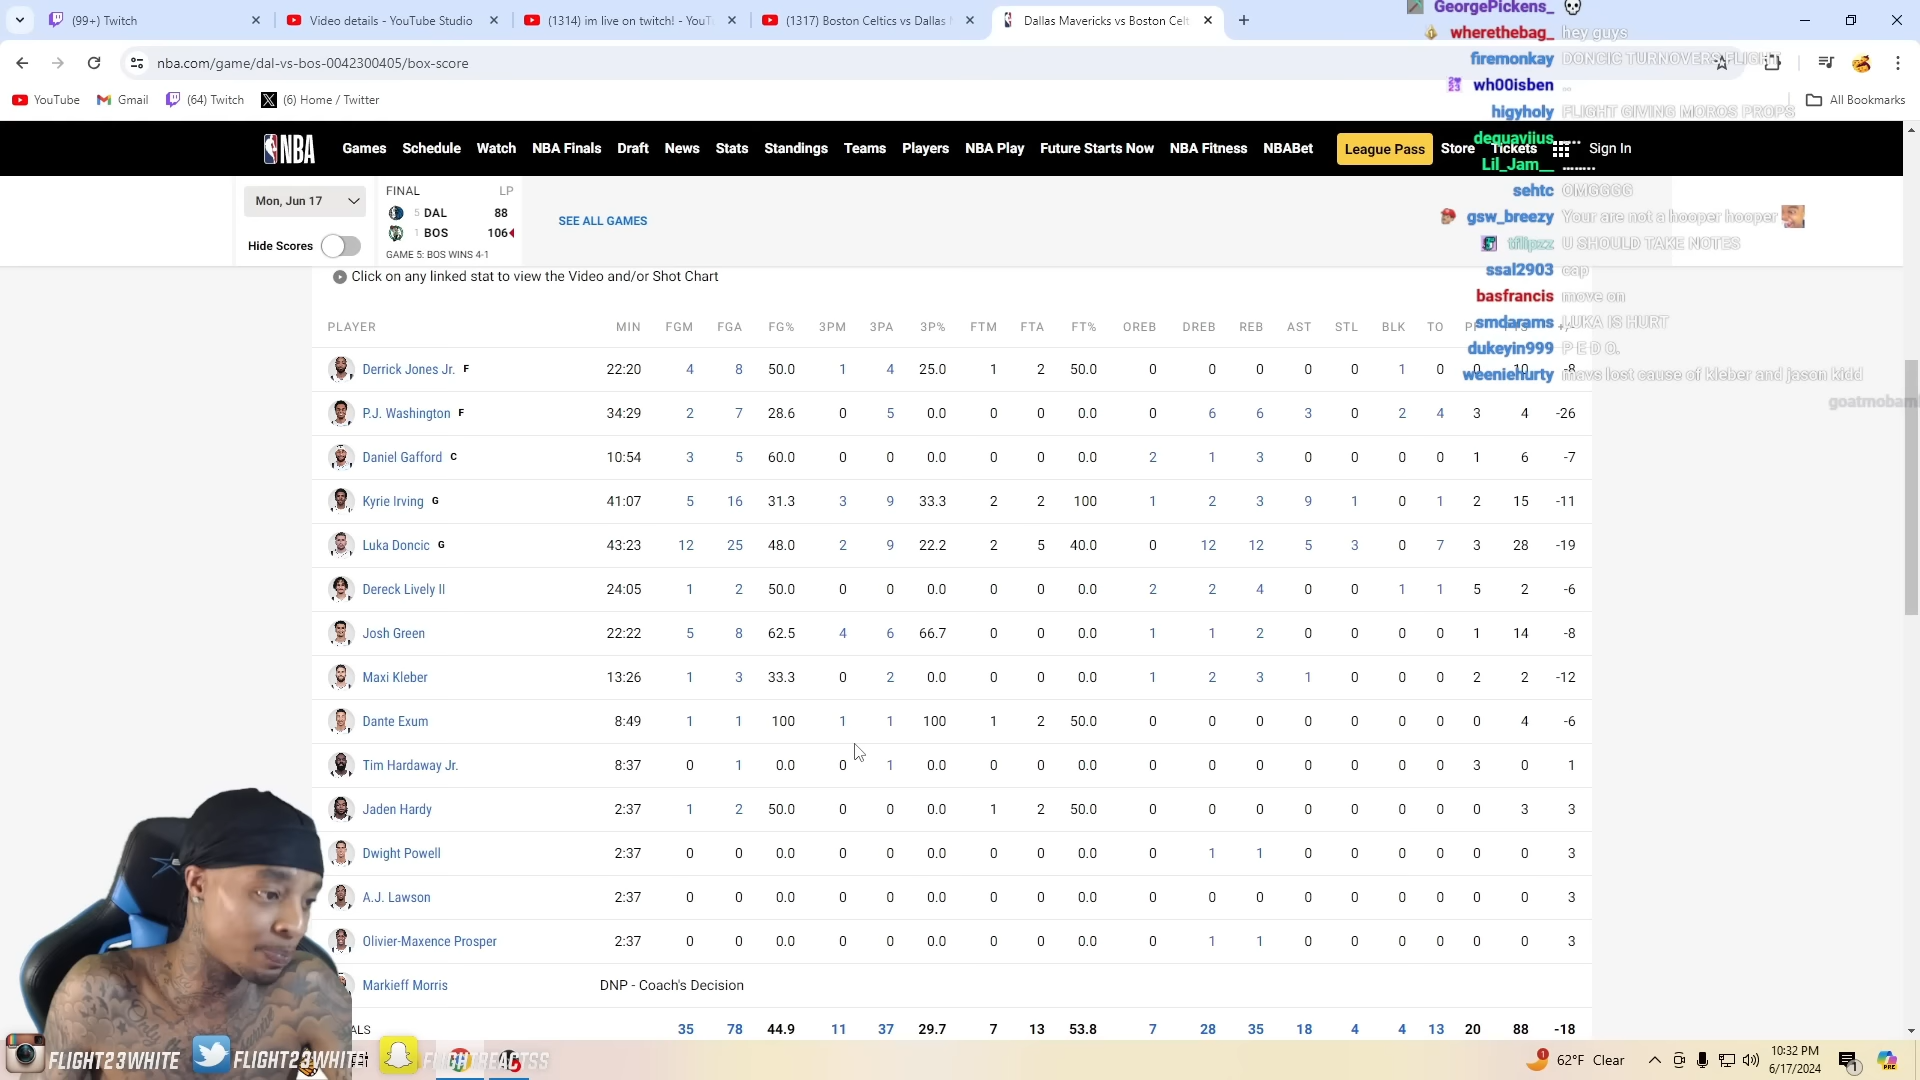 (99+) Twitch
Video details - YouTube Studio
(1314) im live on twitch! - YouT
(1317) Boston Celtics vs Dallas
Dallas Mavericks vs Boston Celt
nba.com/game/dal-vs-bos-0042300405/box-score
YouTube Gmail (64) Twitch (6) Home / Twitter All Bookmarks
NBA Games Schedule Watch NBA Finals Draft News Stats Standings Teams Players NBA Play Future Starts Now NBA Fitness NBABet League Pass Store Tickets Sign In
Mon, Jun 17
Hide Scores
FINAL LP
5 DAL 88
1 BOS 106
GAME 5: BOS WINS 4-1
SEE ALL GAMES
GeorgePickens_
wherethebag_ hey guys
firemonkay DONCIC TURNOVERS FLIGHT
wh00isben ..
higyholy FLIGHT GIVING MOROS PROPS
dequaviius
Lil_Jam__ ........
sehtc OMGGGG
gsw_breezy Your are not a hooper hooper
tfilipzz U SHOULD TAKE NOTES
ssal2903 cap
basfrancis move on
smdarams LUKA IS HURT
dukeyin999 P E D O.
weeniehurty mavs lost cause of kleber and jason kidd
goatmobam
Click on any linked stat to view the Video and/or Shot Chart
PLAYER MIN FGM FGA FG% 3PM 3PA 3P% FTM FTA FT% OREB DREB REB AST STL BLK TO
Derrick Jones Jr. F 22:20 4 8 50.0 1 4 25.0 1 2 50.0 0 0 0 0 0 1 0 0 10 -8
P.J. Washington F 34:29 2 7 28.6 0 5 0.0 0 0 0.0 0 6 6 3 0 2 4 3 4 -26
Daniel Gafford C 10:54 3 5 60.0 0 0 0.0 0 0 0.0 2 1 3 0 0 0 0 1 6 -7
Kyrie Irving G 41:07 5 16 31.3 3 9 33.3 2 2 100 1 2 3 9 1 0 1 2 15 -11
Luka Doncic G 43:23 12 25 48.0 2 9 22.2 2 5 40.0 0 12 12 5 3 0 7 3 28 -19
Dereck Lively II 24:05 1 2 50.0 0 0 0.0 0 0 0.0 2 2 4 0 0 1 1 5 2 -6
Josh Green 22:22 5 8 62.5 4 6 66.7 0 0 0.0 1 1 2 0 0 0 0 1 14 -8
Maxi Kleber 13:26 1 3 33.3 0 2 0.0 0 0 0.0 1 2 3 1 0 0 0 2 2 -12
Dante Exum 8:49 1 1 100 1 1 100 1 2 50.0 0 0 0 0 0 0 0 0 4 -6
Tim Hardaway Jr. 8:37 0 1 0.0 0 1 0.0 0 0 0.0 0 0 0 0 0 0 0 3 0 1
Jaden Hardy 2:37 1 2 50.0 0 0 0.0 1 2 50.0 0 0 0 0 0 0 0 0 3 3
Dwight Powell 2:37 0 0 0.0 0 0 0.0 0 0 0.0 0 1 1 0 0 0 0 0 0 3
A.J. Lawson 2:37 0 0 0.0 0 0 0.0 0 0 0.0 0 0 0 0 0 0 0 0 0 3
Olivier-Maxence Prosper 2:37 0 0 0.0 0 0 0.0 0 0 0.0 0 1 1 0 0 0 0 0 0 3
Markieff Morris DNP - Coach's Decision
ALS 35 78 44.9 11 37 29.7 7 13 53.8 7 28 35 18 4 4 13 20 88 -18
FLIGHT23WHITE FLIGHT23WHITE FLIGHTREACTSS
62°F Clear
10:32 PM
6/17/2024